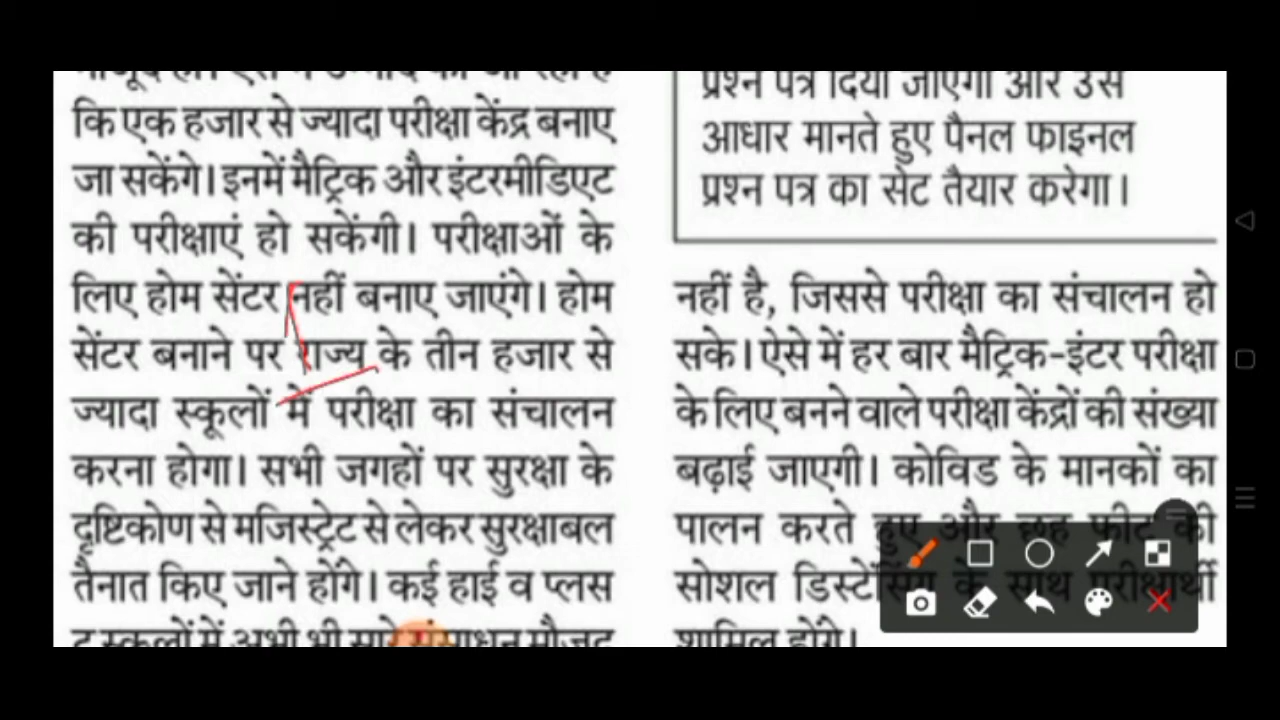 कि एक हजार से ज्यादा परीक्षा केंद्र बनाए
जा सकेंगे। इनमें मैट्रिक और इंटरमीडिएट
की परीक्षाएं हो सकेंगी। परीक्षाओं के
लिए होम सेंटर नहीं बनाए जाएंगे। होम
सेंटर बनाने पर राज्य के तीन हजार से
ज्यादा स्कूलों में परीक्षा का संचालन
करना होगा। सभी जगहों पर सुरक्षा के
दृष्टिकोण से मजिस्ट्रेट से लेकर सुरक्षाबल
तैनात किए जाने होंगे। कई हाई व प्लस
प्रश्न पत्र दिया जाएगा और उसे
आधार मानते हुए पैनल फाइनल
प्रश्न पत्र का सेट तैयार करेगा।
नहीं है, जिससे परीक्षा का संचालन हो
सके। ऐसे में हर बार मैट्रिक-इंटर परीक्षा
के लिए बनने वाले परीक्षा केंद्रों की संख्या
बढ़ाई जाएगी। कोविड के मानकों का
पालन करते हुए और छह फीट की
सोशल डिस्टेंसिंग के साथ परीक्षार्थी
शामिल होंगे।